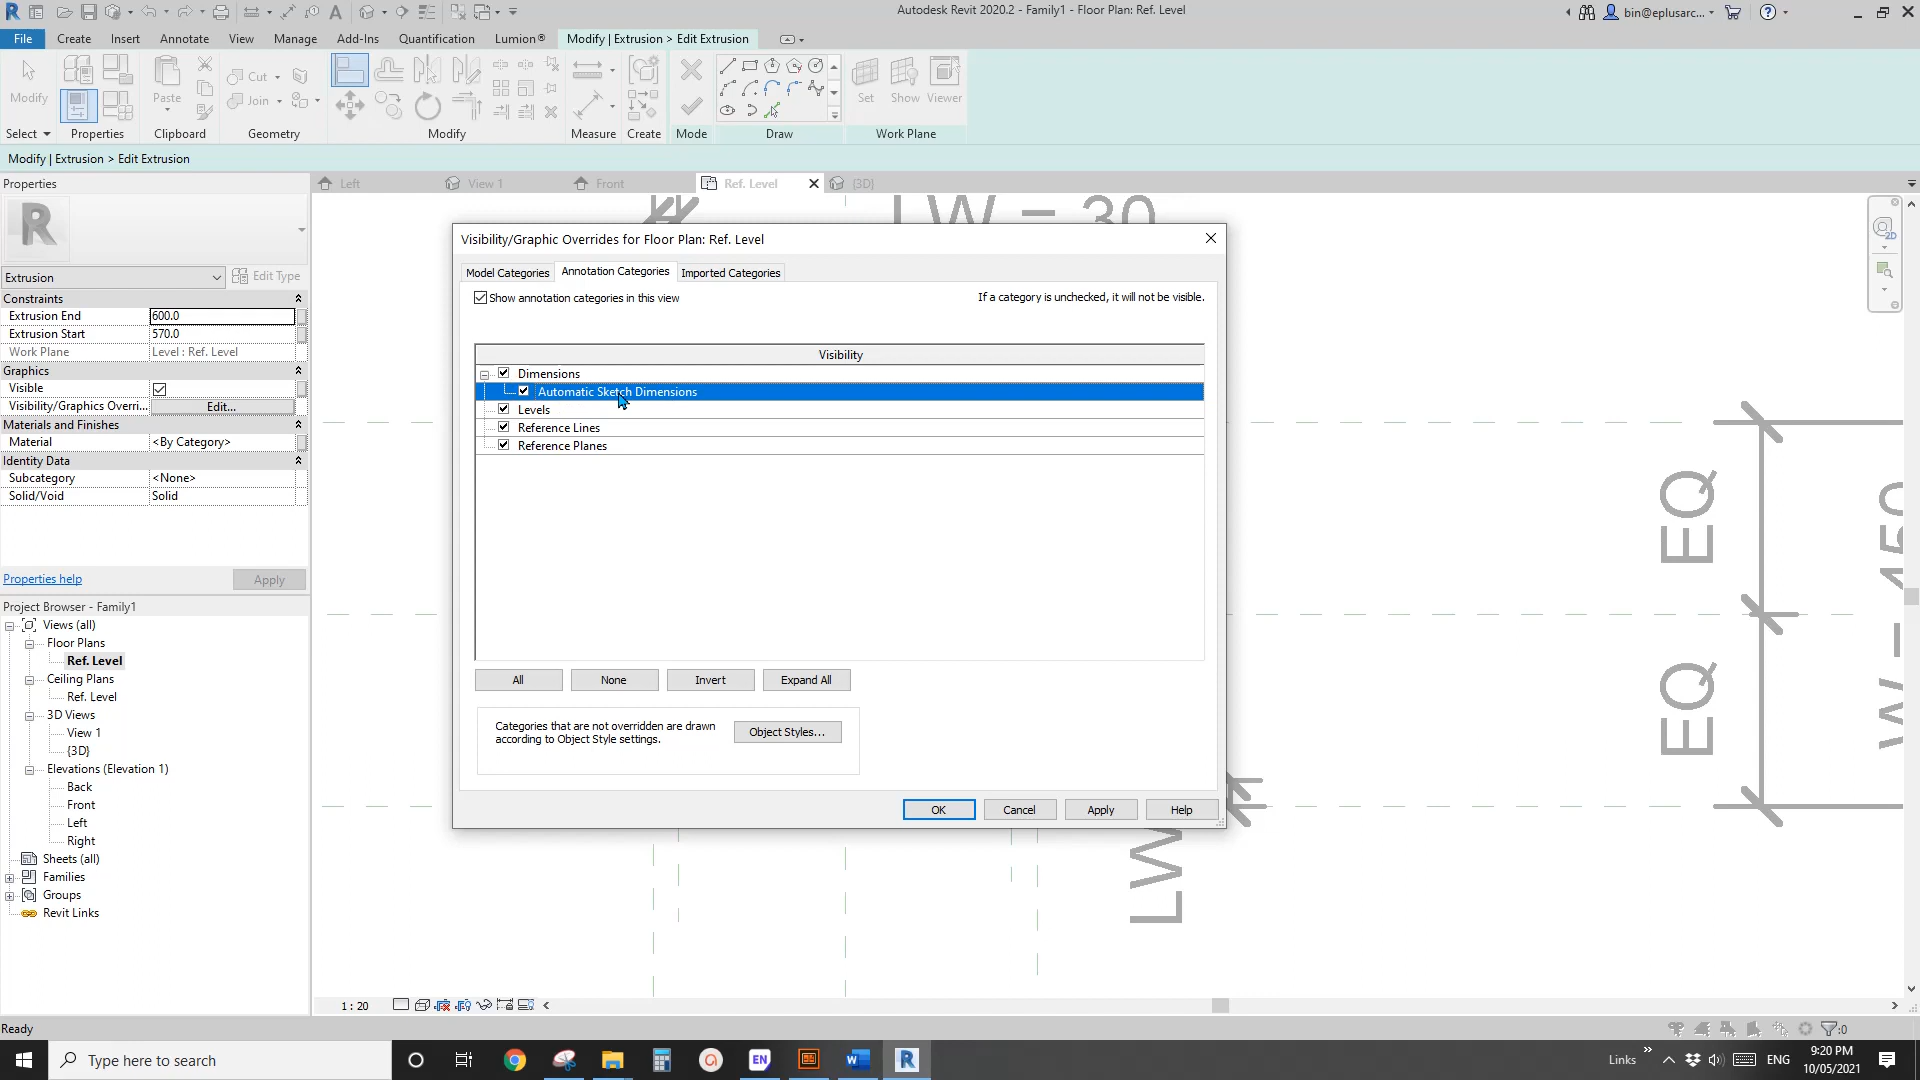 Autodesk Revit 2020.2 - Family1 - Floor Plan: Ref. Level
bin@eplusarc...
File Create Insert Annotate View Manage Add-Ins Quantification Lumion® Modify | Extrusion > Edit Extrusion
Modify Paste Cut Join Set Show Viewer
Select Properties Clipboard Geometry Modify Measure Create Mode Draw Work Plane
Modify | Extrusion > Edit Extrusion
Properties
Left View 1 Front Ref. Level {3D}
Extrusion Edit Type
Constraints
Extrusion End 600.0
Extrusion Start 570.0
Work Plane Level : Ref. Level
Graphics
Visible
Visibility/Graphics Overri... Edit...
Materials and Finishes
Material <By Category>
Identity Data
Subcategory <None>
Solid/Void Solid
Properties help Apply
Project Browser - Family1
Views (all)
Floor Plans
Ref. Level
Ceiling Plans
Ref. Level
3D Views
View 1
{3D}
Elevations (Elevation 1)
Back
Front
Left
Right
Sheets (all)
Families
Groups
Revit Links
LW = 30
Visibility/Graphic Overrides for Floor Plan: Ref. Level
Model Categories Annotation Categories Imported Categories
Show annotation categories in this view If a category is unchecked, it will not be visible.
Visibility
Dimensions
Automatic Sketch Dimensions
Levels
Reference Lines
Reference Planes
All None Invert Expand All
Categories that are not overridden are drawn
according to Object Style settings.
Object Styles...
OK Cancel Apply Help
EQ
EQ
W = 450
LW
1 : 20
Ready
:0
Type here to search
EN
Links
ENG
9:20 PM
10/05/2021